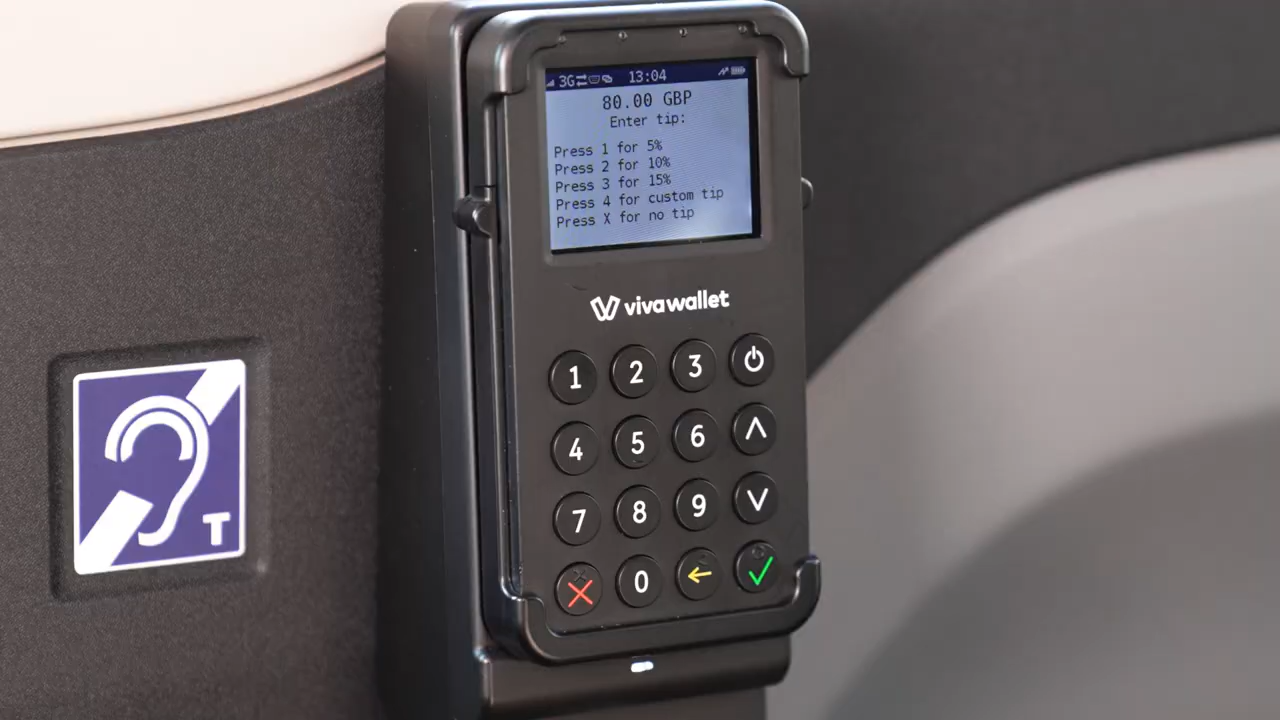 3G 13:04
80.00 GBP
Enter tip:
Press 1 for 5%
Press 2 for 10%
Press 3 for 15%
Press 4 for custom tip
Press X for no tip
vivawallet
1 2 3
4 5 6
7 8 9
0
T